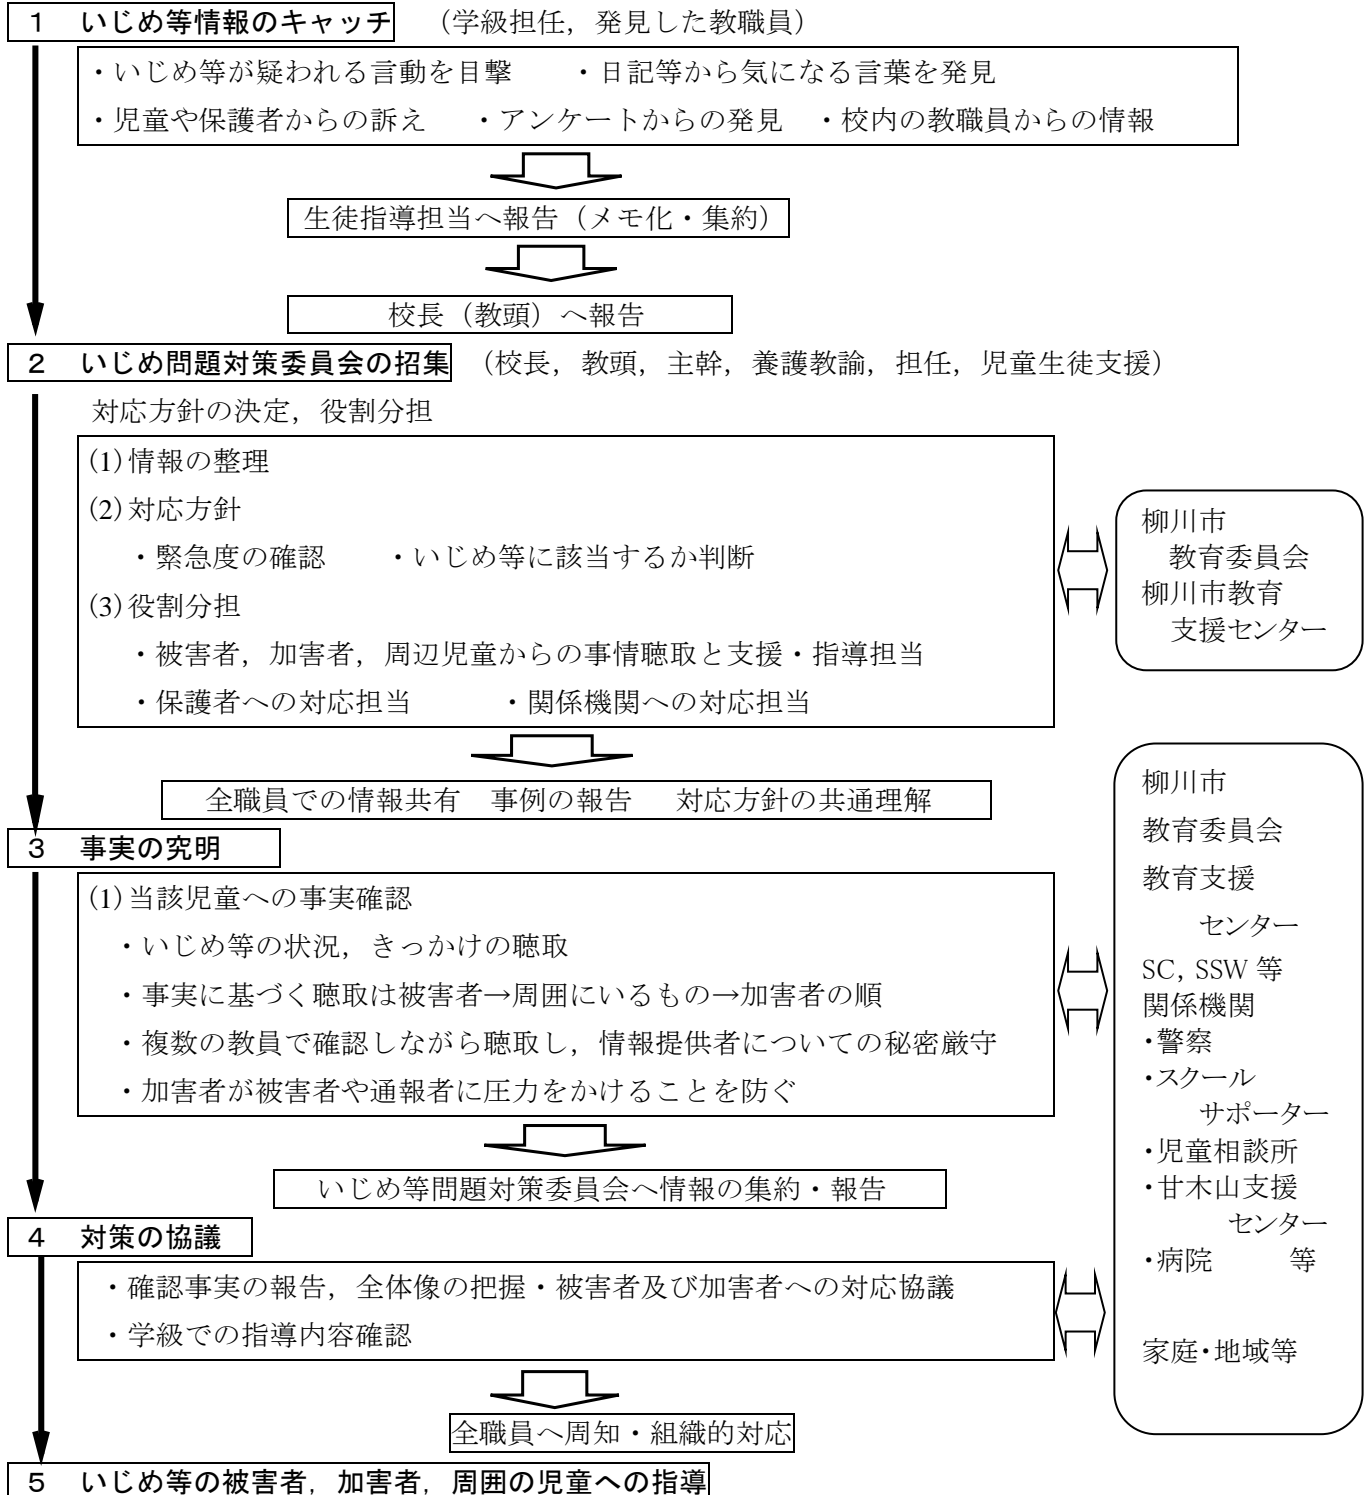 １　いじめ等情報のキャッチ　（学級担任，発見した教職員）
・いじめ等が疑われる言動を目撃　　・日記等から気になる言葉を発見
・児童や保護者からの訴え　・アンケートからの発見　・校内の教職員からの情報
生徒指導担当へ報告（メモ化・集約）
校長（教頭）へ報告
２　いじめ問題対策委員会の招集　（校長，教頭，主幹，養護教諭，担任，児童生徒支援）
対応方針の決定，役割分担
(1)情報の整理
(2)対応方針
・緊急度の確認　　・いじめ等に該当するか判断
(3)役割分担
・被害者，加害者，周辺児童からの事情聴取と支援・指導担当
・保護者への対応担当　　　・関係機関への対応担当
柳川市
教育委員会
柳川市教育
支援センター
全職員での情報共有　事例の報告　対応方針の共通理解
３　事実の究明
(1)当該児童への事実確認
・いじめ等の状況，きっかけの聴取
・事実に基づく聴取は被害者→周囲にいるもの→加害者の順
・複数の教員で確認しながら聴取し，情報提供者についての秘密厳守
・加害者が被害者や通報者に圧力をかけることを防ぐ
いじめ等問題対策委員会へ情報の集約・報告
４　対策の協議
・確認事実の報告，全体像の把握・被害者及び加害者への対応協議
・学級での指導内容確認
柳川市
教育委員会
教育支援
センター
SC，SSW 等
関係機関
・警察
・スクール
サポーター
・児童相談所
・甘木山支援
センター
・病院　　等
家庭・地域等
全職員へ周知・組織的対応
５　いじめ等の被害者，加害者，周囲の児童への指導